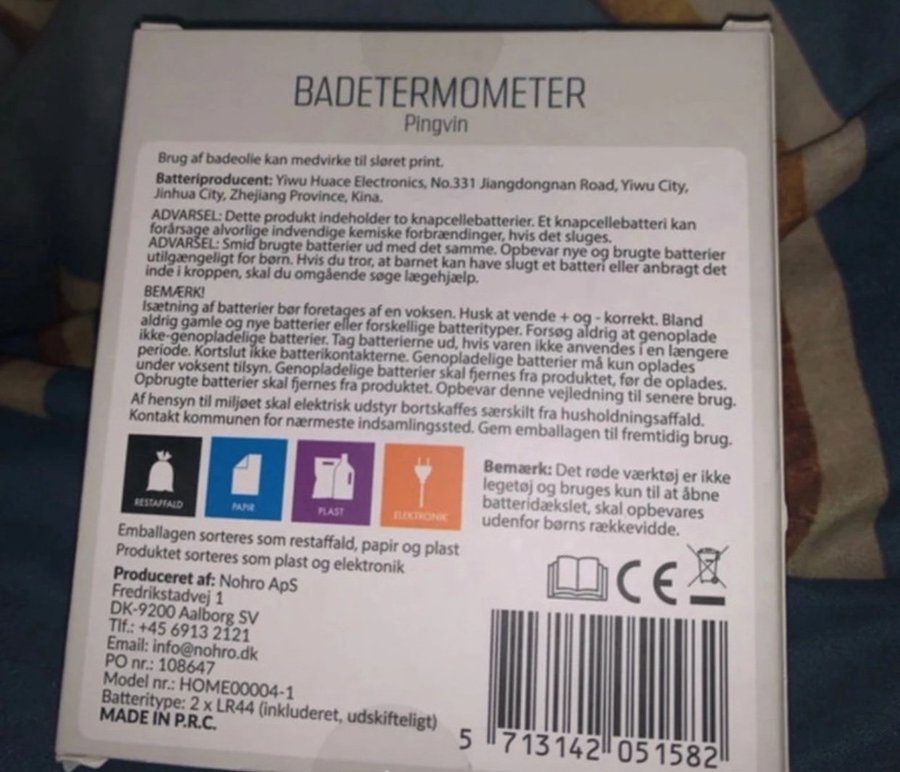 BADETERMOMETER
Pingvin
Brug af badeolie kan medvirke til sløret print.
Batteriproducent: Yiwu Huace Electronics, No.331 Jiangdongnan Road, Yiwu City,
Jinhua City, Zhejiang Province, Kina.
ADVARSEL: Dette produkt indeholder to knapcellebatterier. Et knapcellebatteri kan
forårsage alvorlige indvendige kemiske forbrændinger, hvis det sluges.
ADVARSEL: Smid brugte batterier ud med det samme. Opbevar nye og brugte batterier
utilgængeligt for børn. Hvis du tror, at barnet kan have slugt et batteri eller anbragt det
inde i kroppen, skal du omgående søge lægehjælp.
BEMÆRK!
Isætning af batterier bør foretages af en voksen. Husk at vende + og - korrekt. Bland
aldrig gamle og nye batterier eller forskellige batterityper. Forsøg aldrig at genoplade
ikke-genopladelige batterier. Tag batterierne ud, hvis varen ikke anvendes i en længere
periode. Kortslut ikke batterikontakterne. Genopladelige batterier må kun oplades
under voksent tilsyn. Genopladelige batterier skal fjernes fra produktet, før de oplades.
Opbrugte batterier skal fjernes fra produktet. Opbevar denne vejledning til senere brug.
Af hensyn til miljøet skal elektrisk udstyr bortskaffes særskilt fra husholdningsaffald.
Kontakt kommunen for nærmeste indsamlingssted. Gem emballagen til fremtidig brug.
RESTAFFALD
PAPIR
PLAST
ELEKTRONIK
Bemærk: Det røde værktøj er ikke
legetøj og bruges kun til at åbne
batteridækslet, skal opbevares
udenfor børns rækkevidde.
Emballagen sorteres som restaffald, papir og plast
Produktet sorteres som plast og elektronik
Produceret af: Nohro ApS
Fredrikstadvej 1
DK-9200 Aalborg SV
Tlf.: +45 6913 2121
Email: info@nohro.dk
PO nr.: 108647
Model nr.: HOME00004-1
Batteritype: 2 x LR44 (inkluderet, udskifteligt)
MADE IN P.R.C.
CE
5 713142 051582